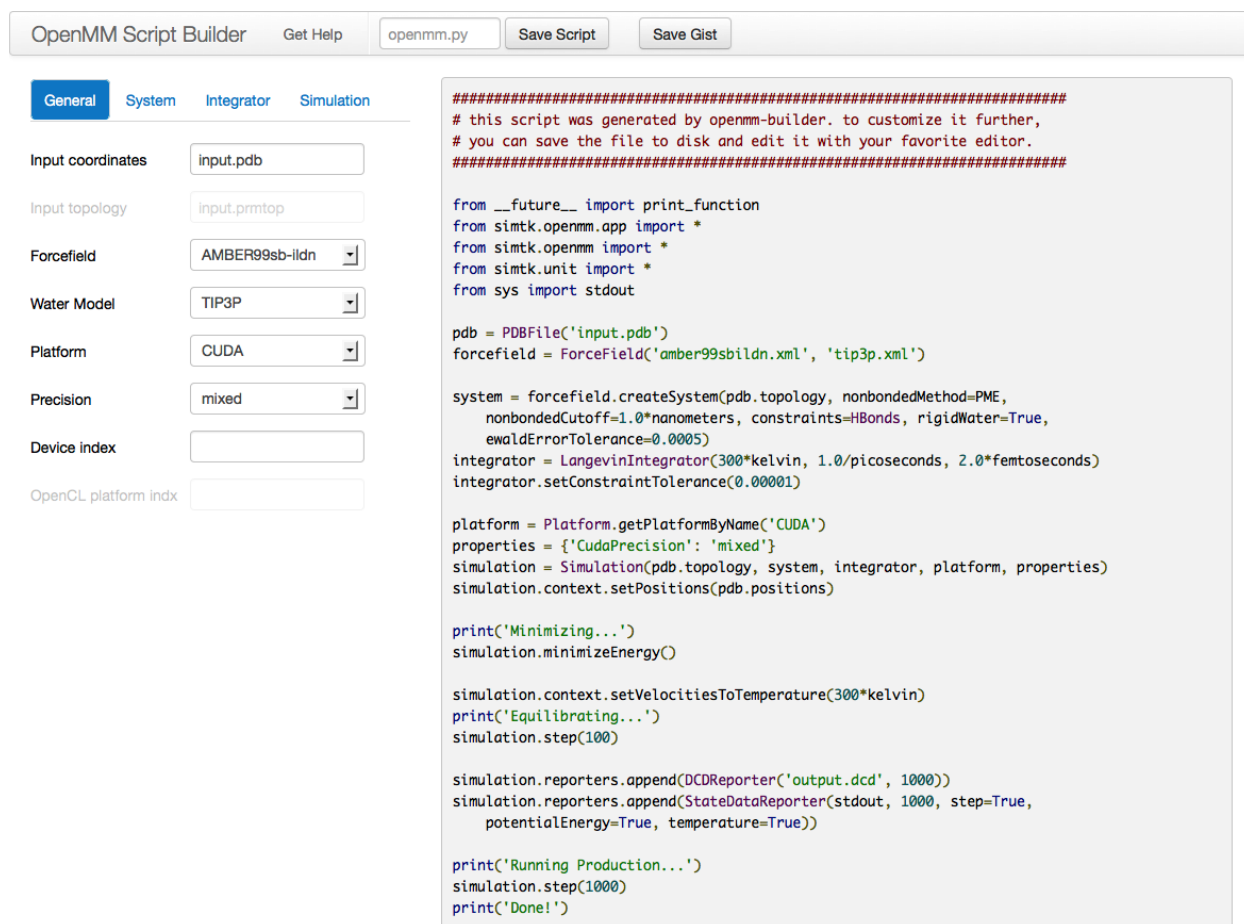 OpenMM Script Builder Get Help openmm.py Save Script Save Gist
General System Integrator Simulation
Input coordinates input.pdb
Input topology input.prmtop
Forcefield AMBER99sb-ildn
Water Model TIP3P
Platform CUDA
Precision mixed
Device index
OpenCL platform indx
##########################################################################
# this script was generated by openmm-builder. to customize it further,
# you can save the file to disk and edit it with your favorite editor.
##########################################################################
from __future__ import print_function
from simtk.openmm.app import *
from simtk.openmm import *
from simtk.unit import *
from sys import stdout
pdb = PDBFile('input.pdb')
forcefield = ForceField('amber99sbildn.xml', 'tip3p.xml')
system = forcefield.createSystem(pdb.topology, nonbondedMethod=PME,
    nonbondedCutoff=1.0*nanometers, constraints=HBonds, rigidWater=True,
    ewaldErrorTolerance=0.0005)
integrator = LangevinIntegrator(300*kelvin, 1.0/picoseconds, 2.0*femtoseconds)
integrator.setConstraintTolerance(0.00001)
platform = Platform.getPlatformByName('CUDA')
properties = {'CudaPrecision': 'mixed'}
simulation = Simulation(pdb.topology, system, integrator, platform, properties)
simulation.context.setPositions(pdb.positions)
print('Minimizing...')
simulation.minimizeEnergy()
simulation.context.setVelocitiesToTemperature(300*kelvin)
print('Equilibrating...')
simulation.step(100)
simulation.reporters.append(DCDReporter('output.dcd', 1000))
simulation.reporters.append(StateDataReporter(stdout, 1000, step=True,
    potentialEnergy=True, temperature=True))
print('Running Production...')
simulation.step(1000)
print('Done!')